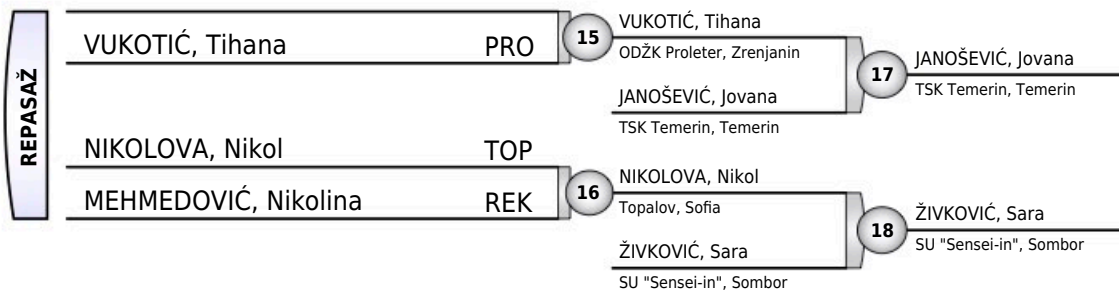 REPASAŽ
VUKOTIĆ, Tihana PRO
15
VUKOTIĆ, Tihana
ODŽK Proleter, Zrenjanin
JANOŠEVIĆ, Jovana
TSK Temerin, Temerin
17
JANOŠEVIĆ, Jovana
TSK Temerin, Temerin
NIKOLOVA, Nikol TOP
MEHMEDOVIĆ, Nikolina REK
16
NIKOLOVA, Nikol
Topalov, Sofia
ŽIVKOVIĆ, Sara
SU "Sensei-in", Sombor
18
ŽIVKOVIĆ, Sara
SU "Sensei-in", Sombor